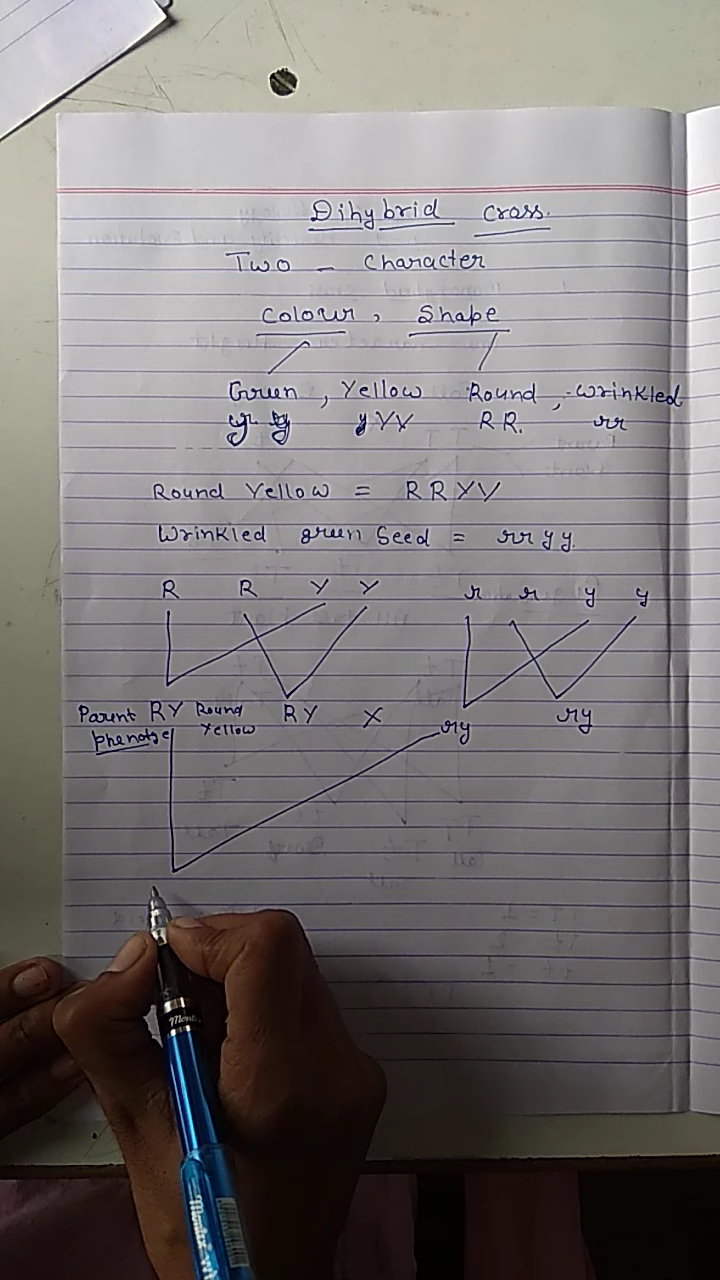 Dihybrid Cross.
Two - Character
Colour, Shape
Green, Yellow Round, Wrinkled
yy YY RR. rr
Round Yellow = RRYY
Wrinkled green Seed = rryy.
R R Y Y r r y y
Parent RY Round RY X ry ry
Yellow